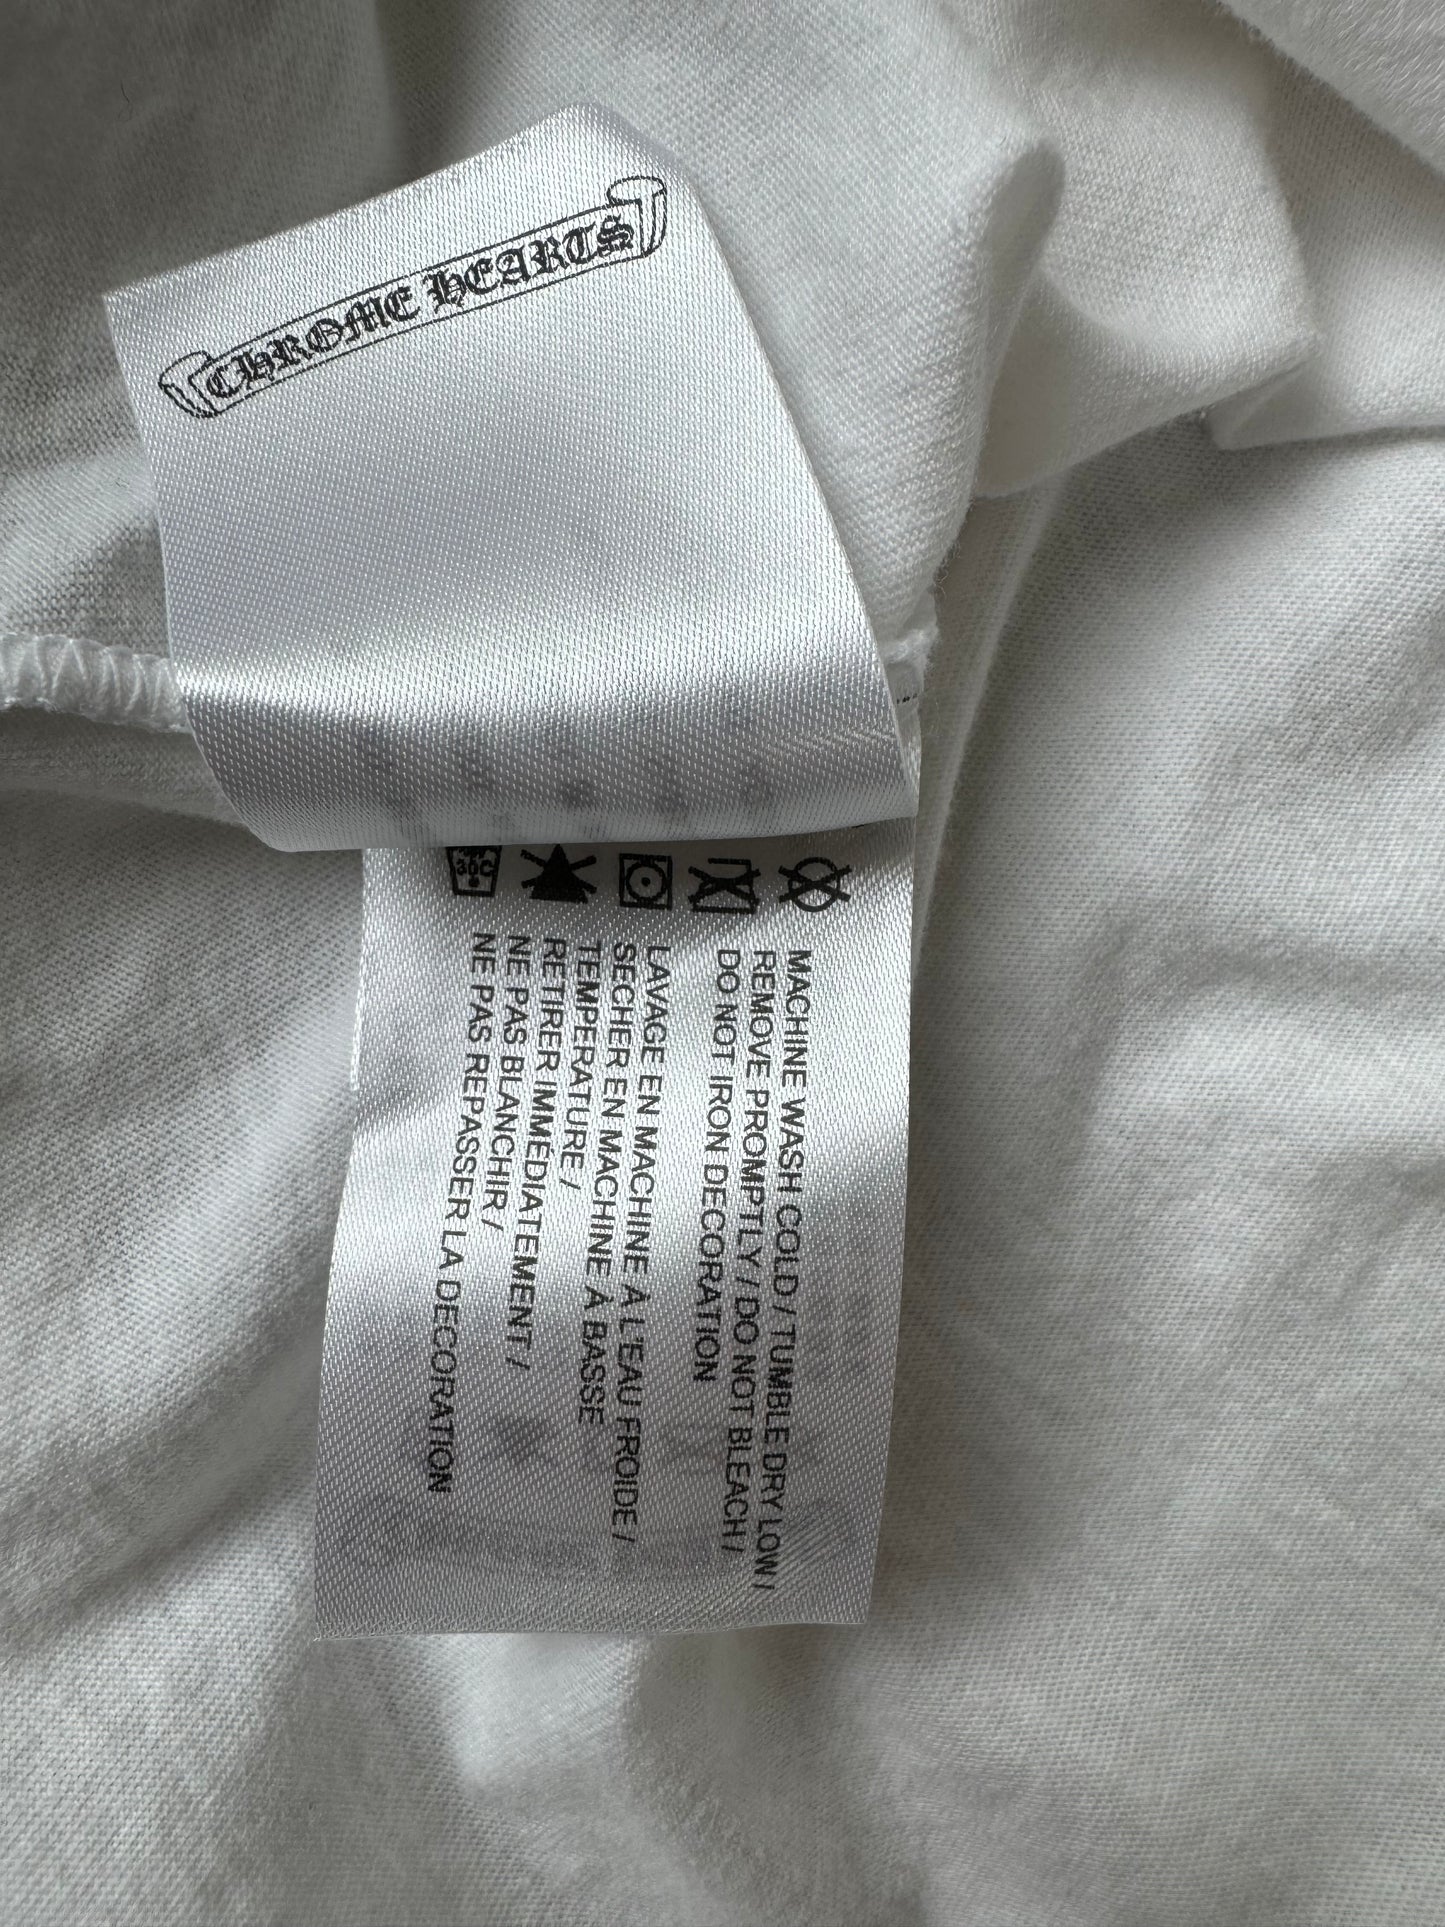 CHROME HEARTS
30C
MACHINE WASH COLD / TUMBLE DRY LOW /
REMOVE PROMPTLY / DO NOT BLEACH /
DO NOT IRON DECORATION
LAVAGE EN MACHINE À L'EAU FROIDE /
SECHER EN MACHINE À BASSE
TEMPERATURE /
RETIRER IMMÉDIATEMENT /
NE PAS BLANCHIR /
NE PAS REPASSER LA DECORATION